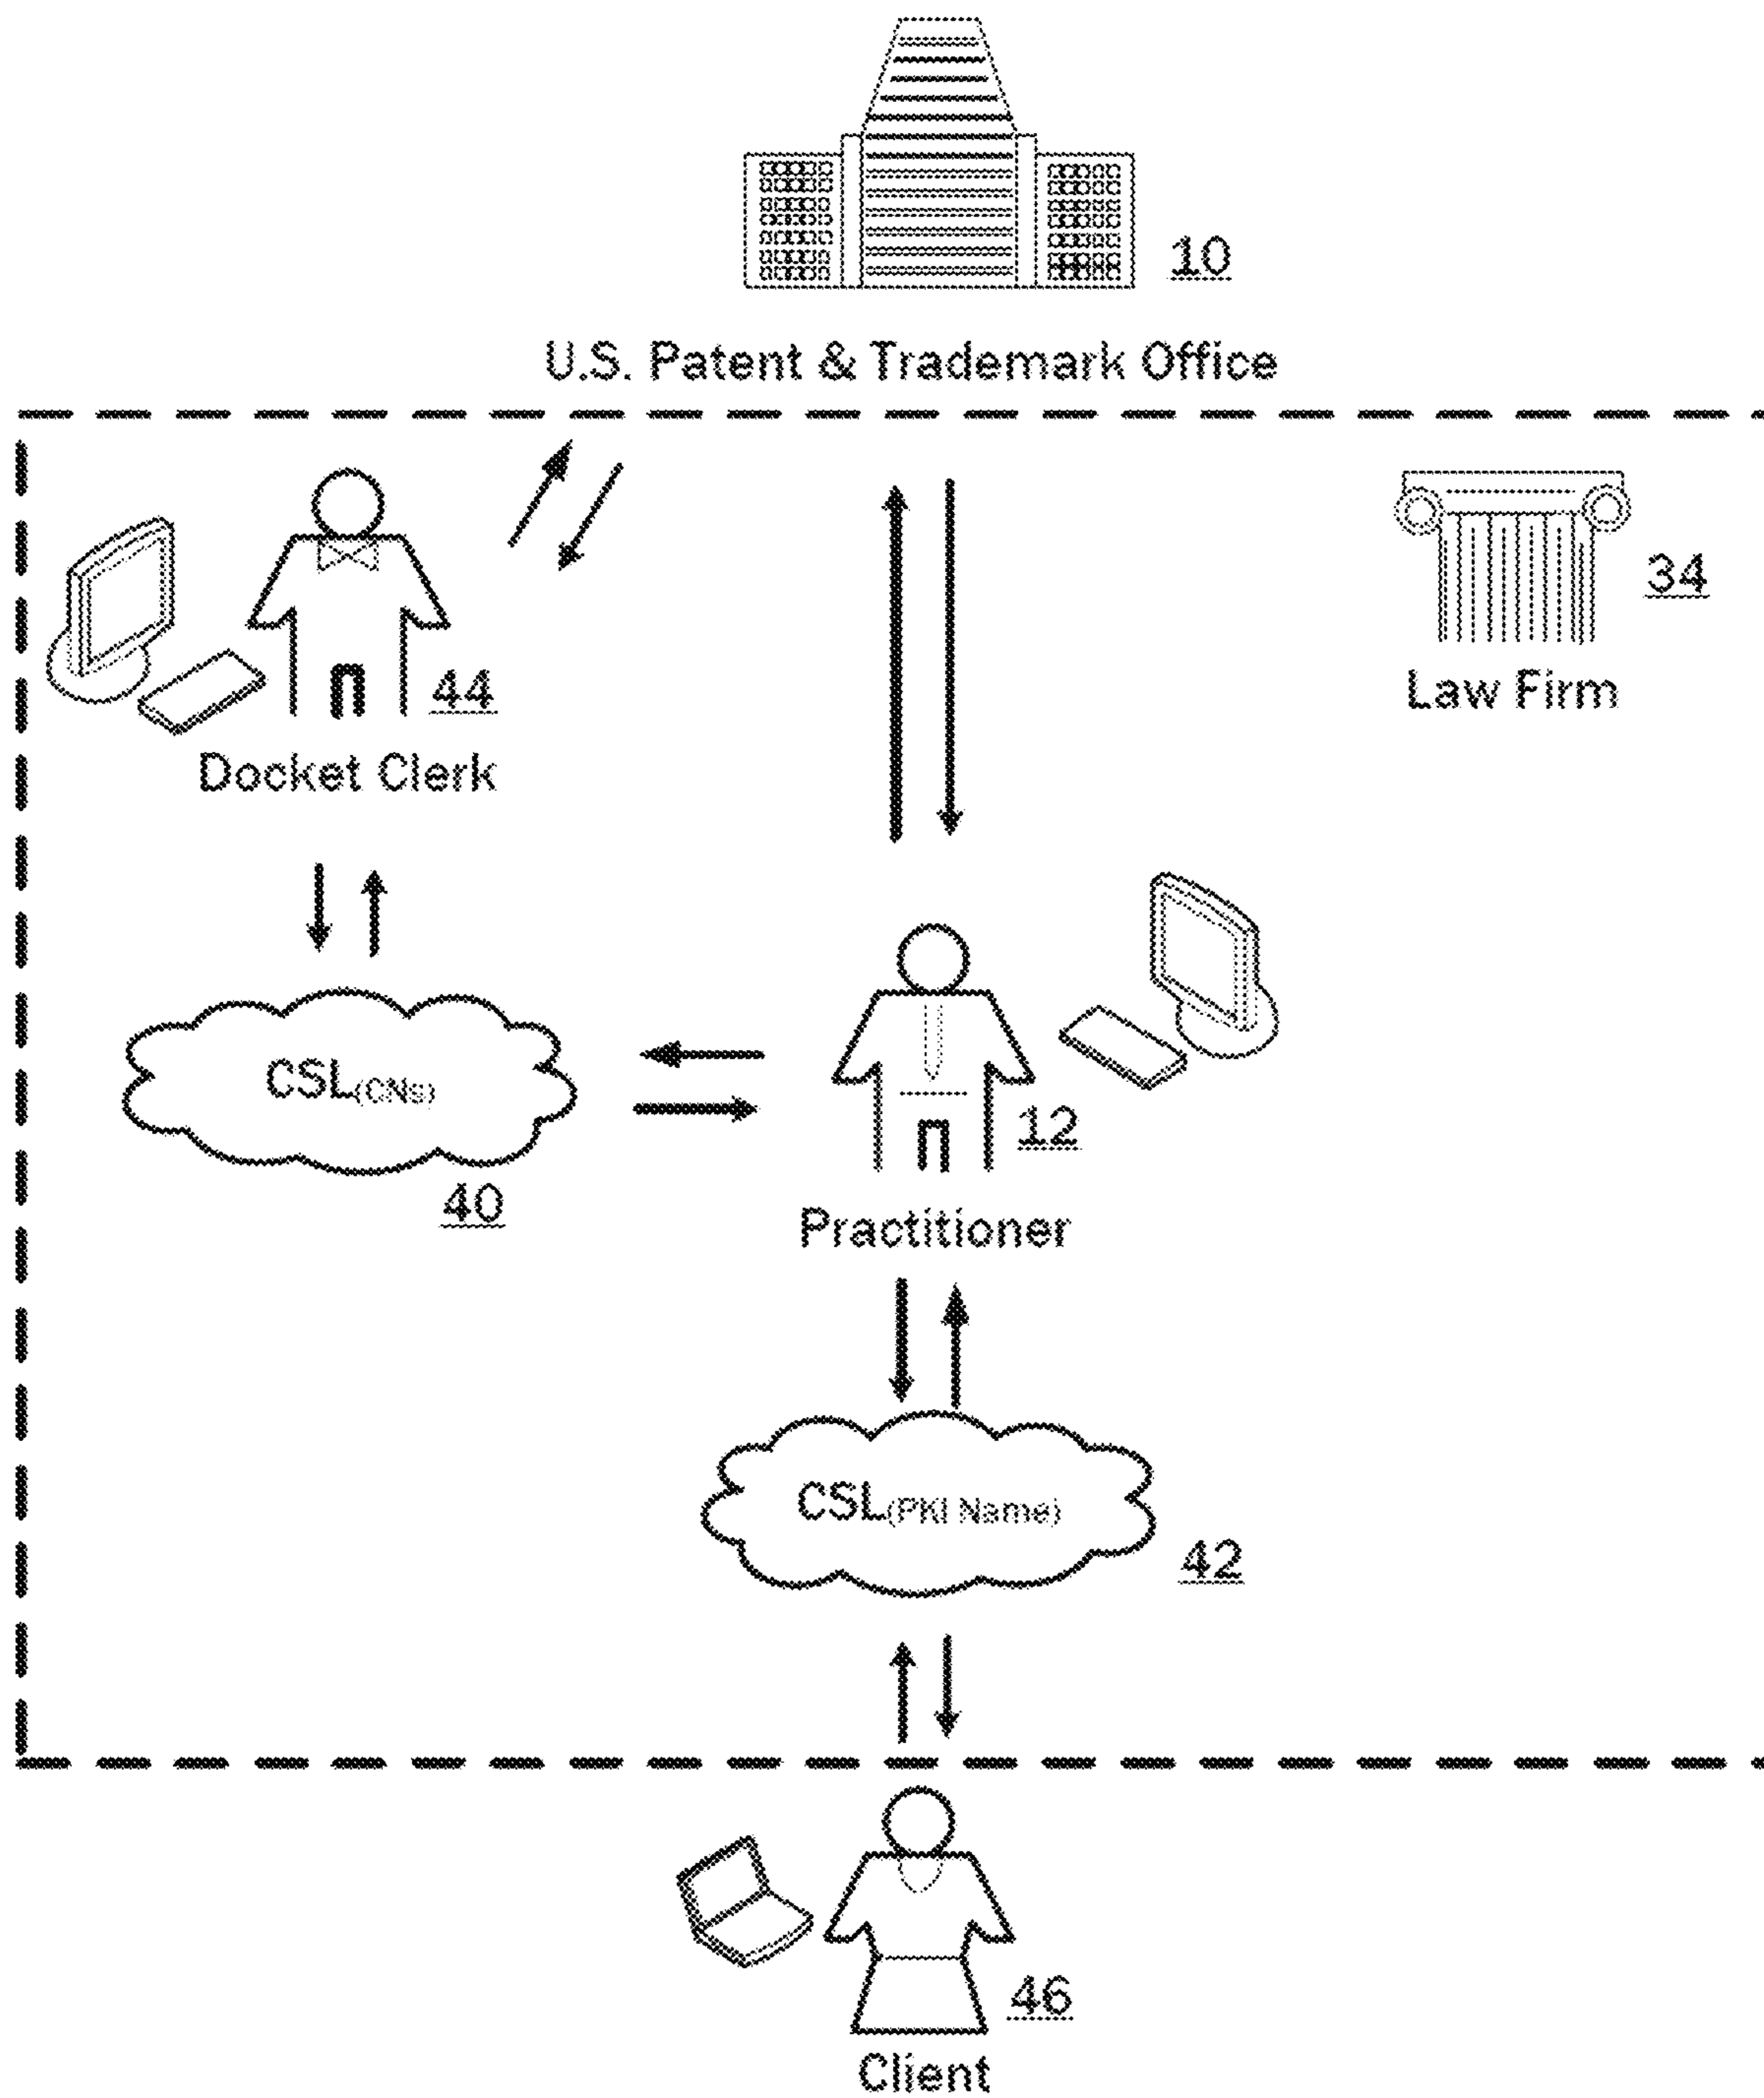 10
U.S. Patent & Trademark Office
34
Law Firm
44
Docket Clerk
CSL(CNs)
40
12
Practitioner
CSL(PKI Name)
42
46
Client